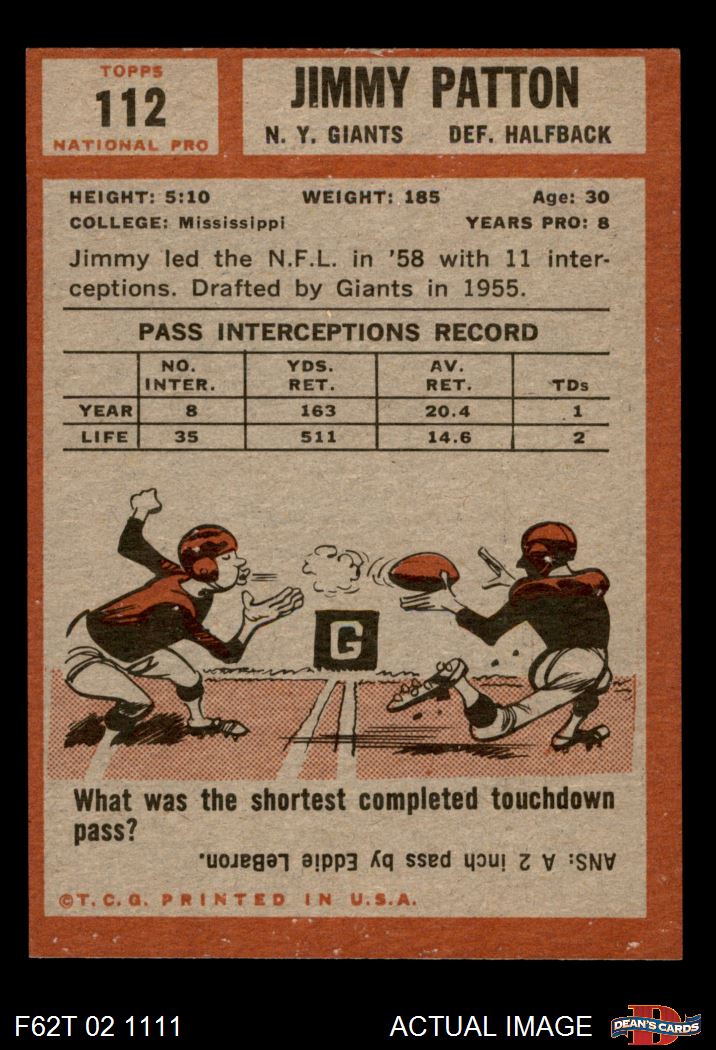 TOPPS
112
NATIONAL PRO
JIMMY PATTON
N. Y. GIANTS DEF. HALFBACK
HEIGHT: 5:10 WEIGHT: 185 Age: 30
COLLEGE: Mississippi YEARS PRO: 8
Jimmy led the N.F.L. in '58 with 11 inter-
ceptions. Drafted by Giants in 1955.
PASS INTERCEPTIONS RECORD
NO. INTER. YDS. RET. AV. RET. TDs
YEAR 8 163 20.4 1
LIFE 35 511 14.6 2
G
What was the shortest completed touchdown
pass?
ANS: A 2 inch pass by Eddie LeBaron.
©T.C.G. PRINTED IN U.S.A.
F62T 02 1111 ACTUAL IMAGE DEAN'S CARDS